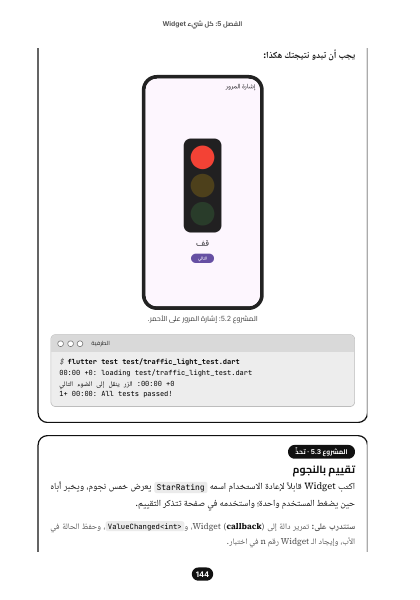 الفصل 5: كل شيء Widget
يجب أن تبدو نتيجتك هكذا:
إشارة المرور
قف
التالي
المشروع 5.2: إشارة المرور على الأحمر.
الطرفية
$ flutter test test/traffic_light_test.dart
00:00 +0: loading traffic_light_test.dart
00:00 +0: الزر ينقل إلى الضوء التالي
00:00 +1: All tests passed!
المشروع 5.3 · تحدٍّ
تقييم بالنجوم
اكتب Widget قابلاً لإعادة الاستخدام اسمه StarRating يعرض خمس نجوم، ويخبر أباه
حين يضغط المستخدم واحدة؛ واستخدمه في صفحة تتذكر التقييم.
ستتدرب على: تمرير دالة إلى Widget (callback)، و ValueChanged<int>، وحفظ الحالة في
الأب، وإيجاد الـ Widget رقم n في اختبار.
144